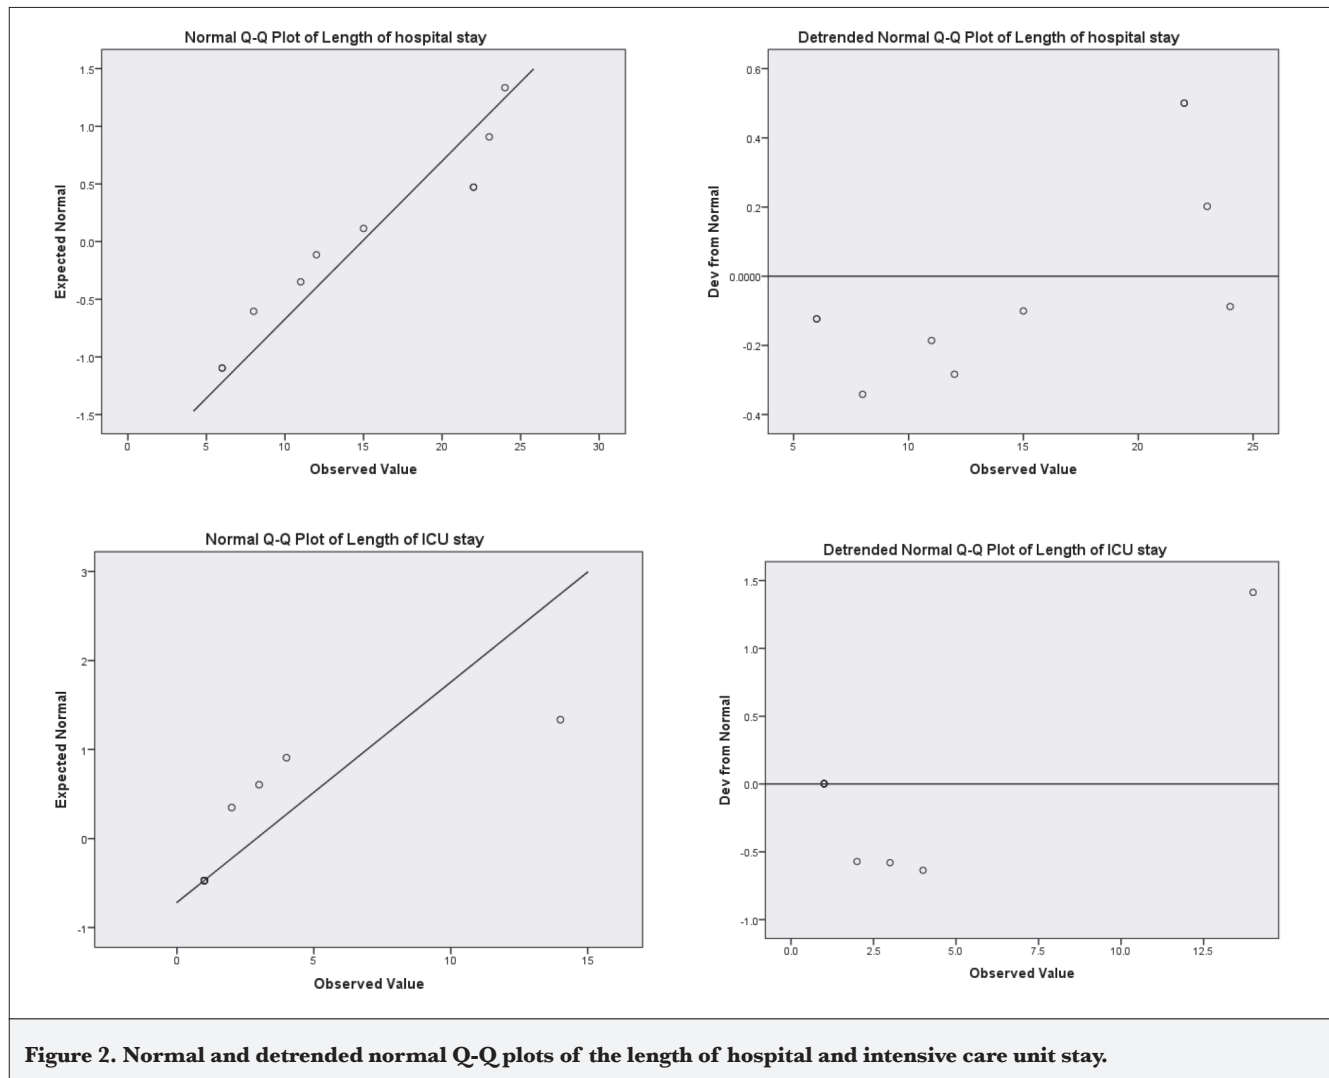 Normal Q-Q Plot of Length of hospital stay
Expected Normal
1.5
1.0
0.5
0.0
-0.5
-1.0
-1.5
0 5 10 15 20 25 30
Observed Value
Detrended Normal Q-Q Plot of Length of hospital stay
Dev from Normal
0.6
0.4
0.2
0.0000
-0.2
-0.4
5 10 15 20 25
Observed Value
Normal Q-Q Plot of Length of ICU stay
Expected Normal
3
2
1
0
-1
0 5 10 15
Observed Value
Detrended Normal Q-Q Plot of Length of ICU stay
Dev from Normal
1.5
1.0
0.5
0.0
-0.5
-1.0
0.0 2.5 5.0 7.5 10.0 12.5
Observed Value
Figure 2. Normal and detrended normal Q-Q plots of the length of hospital and intensive care unit stay.